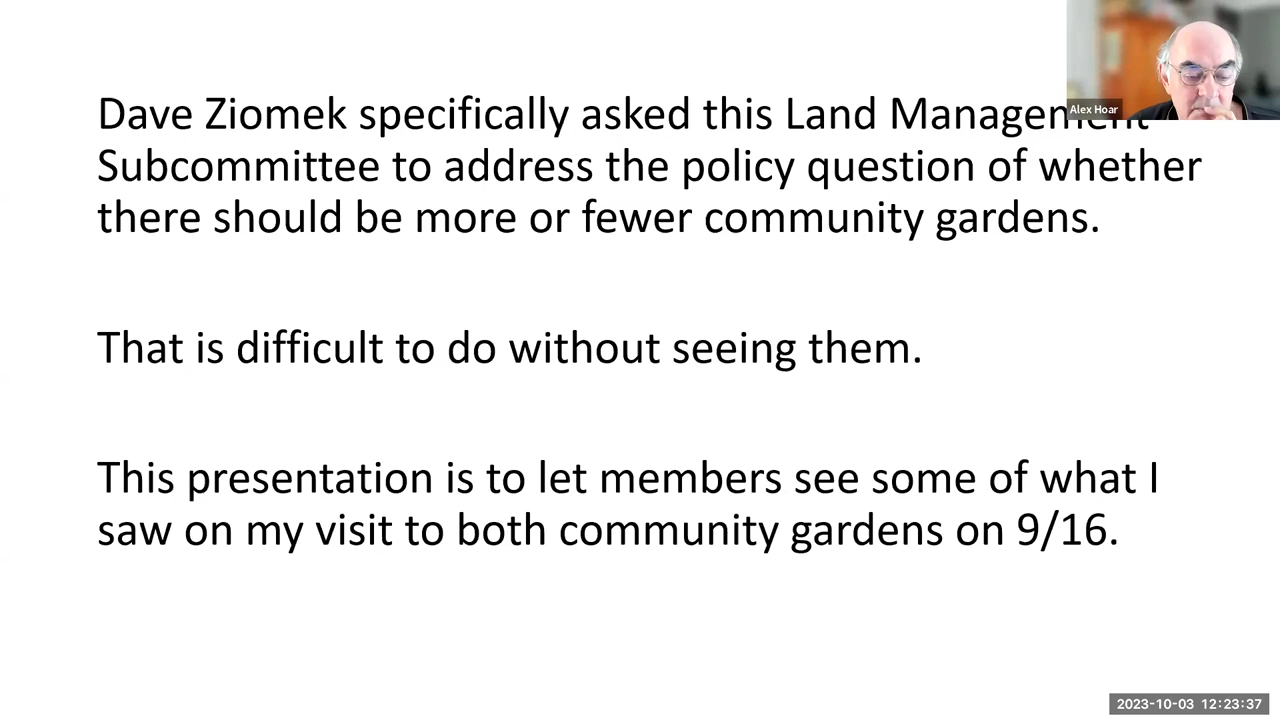 Dave Ziomek specifically asked this Land Management
Subcommittee to address the policy question of whether
there should be more or fewer community gardens.
That is difficult to do without seeing them.
This presentation is to let members see some of what I
saw on my visit to both community gardens on 9/16.
Alex Hoar
2023-10-03 12:23:37